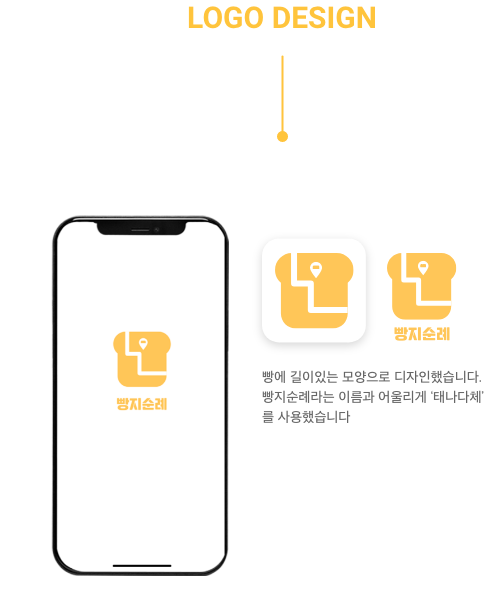 LOGO DESIGN
빵지순례
빵지순례
빵에 길이있는 모양으로 디자인했습니다.
빵지순례라는 이름과 어울리게 '태나다체'
를 사용했습니다